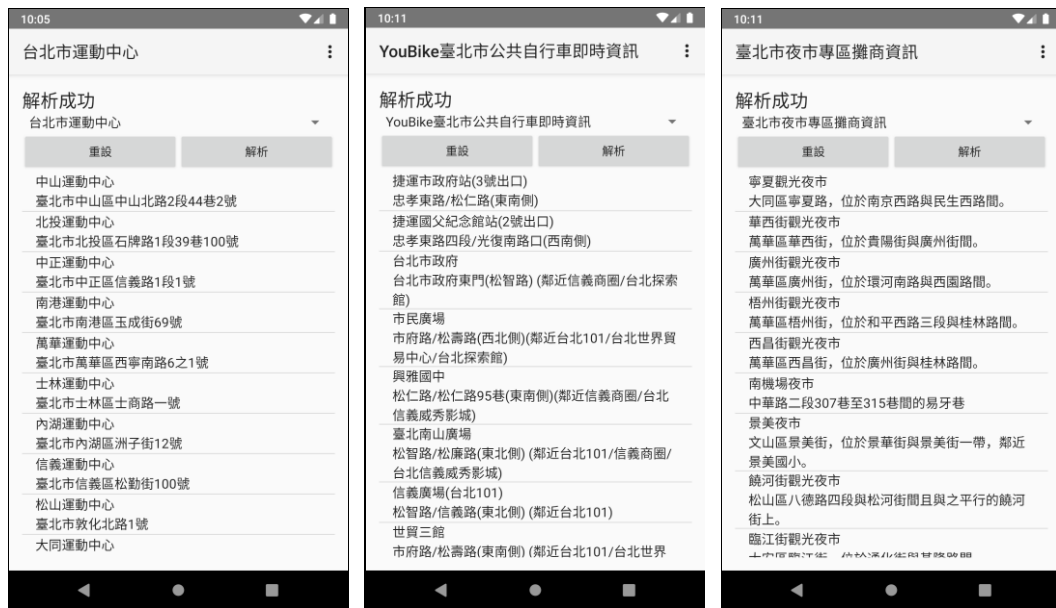 10:05
台北市運動中心
解析成功
台北市運動中心
重設
解析
中山運動中心
臺北市中山區中山北路2段44巷2號
北投運動中心
臺北市北投區石牌路1段39巷100號
中正運動中心
臺北市中正區信義路1段1號
南港運動中心
臺北市南港區玉成街69號
萬華運動中心
臺北市萬華區西寧南路6之1號
士林運動中心
臺北市士林區士商路一號
內湖運動中心
臺北市內湖區洲子街12號
信義運動中心
臺北市信義區松勤街100號
松山運動中心
臺北市敦化北路1號
大同運動中心
10:11
YouBike臺北市公共自行車即時資訊
解析成功
YouBike臺北市公共自行車即時資訊
重設
解析
捷運市政府站(3號出口)
忠孝東路/松仁路(東南側)
捷運國父紀念館站(2號出口)
忠孝東路四段/光復南路口(西南側)
台北市政府
台北市政府東門(松智路) (鄰近信義商圈/台北探索
館)
市民廣場
市府路/松壽路(西北側)(鄰近台北101/台北世界貿
易中心/台北探索館)
興雅國中
松仁路/松仁路95巷(東南側)(鄰近信義商圈/台北
信義威秀影城)
臺北南山廣場
松智路/松廉路(東北側) (鄰近台北101/信義商圈/
台北信義威秀影城)
信義廣場(台北101)
松智路/信義路(東北側) (鄰近台北101)
世貿三館
市府路/松壽路(東南側) (鄰近台北101/台北世界
10:11
臺北市夜市專區攤商資訊
解析成功
臺北市夜市專區攤商資訊
重設
解析
寧夏觀光夜市
大同區寧夏路，位於南京西路與民生西路間。
華西街觀光夜市
萬華區華西街，位於貴陽街與廣州街間。
廣州街觀光夜市
萬華區廣州街，位於環河南路與西園路間。
梧州街觀光夜市
萬華區梧州街，位於和平西路三段與桂林路間。
西昌街觀光夜市
萬華區西昌街，位於廣州街與桂林路間。
南機場夜市
中華路二段307巷至315巷間的易牙巷
景美夜市
文山區景美街，位於景華街與景美街一帶，鄰近
景美國小。
饒河街觀光夜市
松山區八德路四段與松河街間且與之平行的饒河
街上。
臨江街觀光夜市